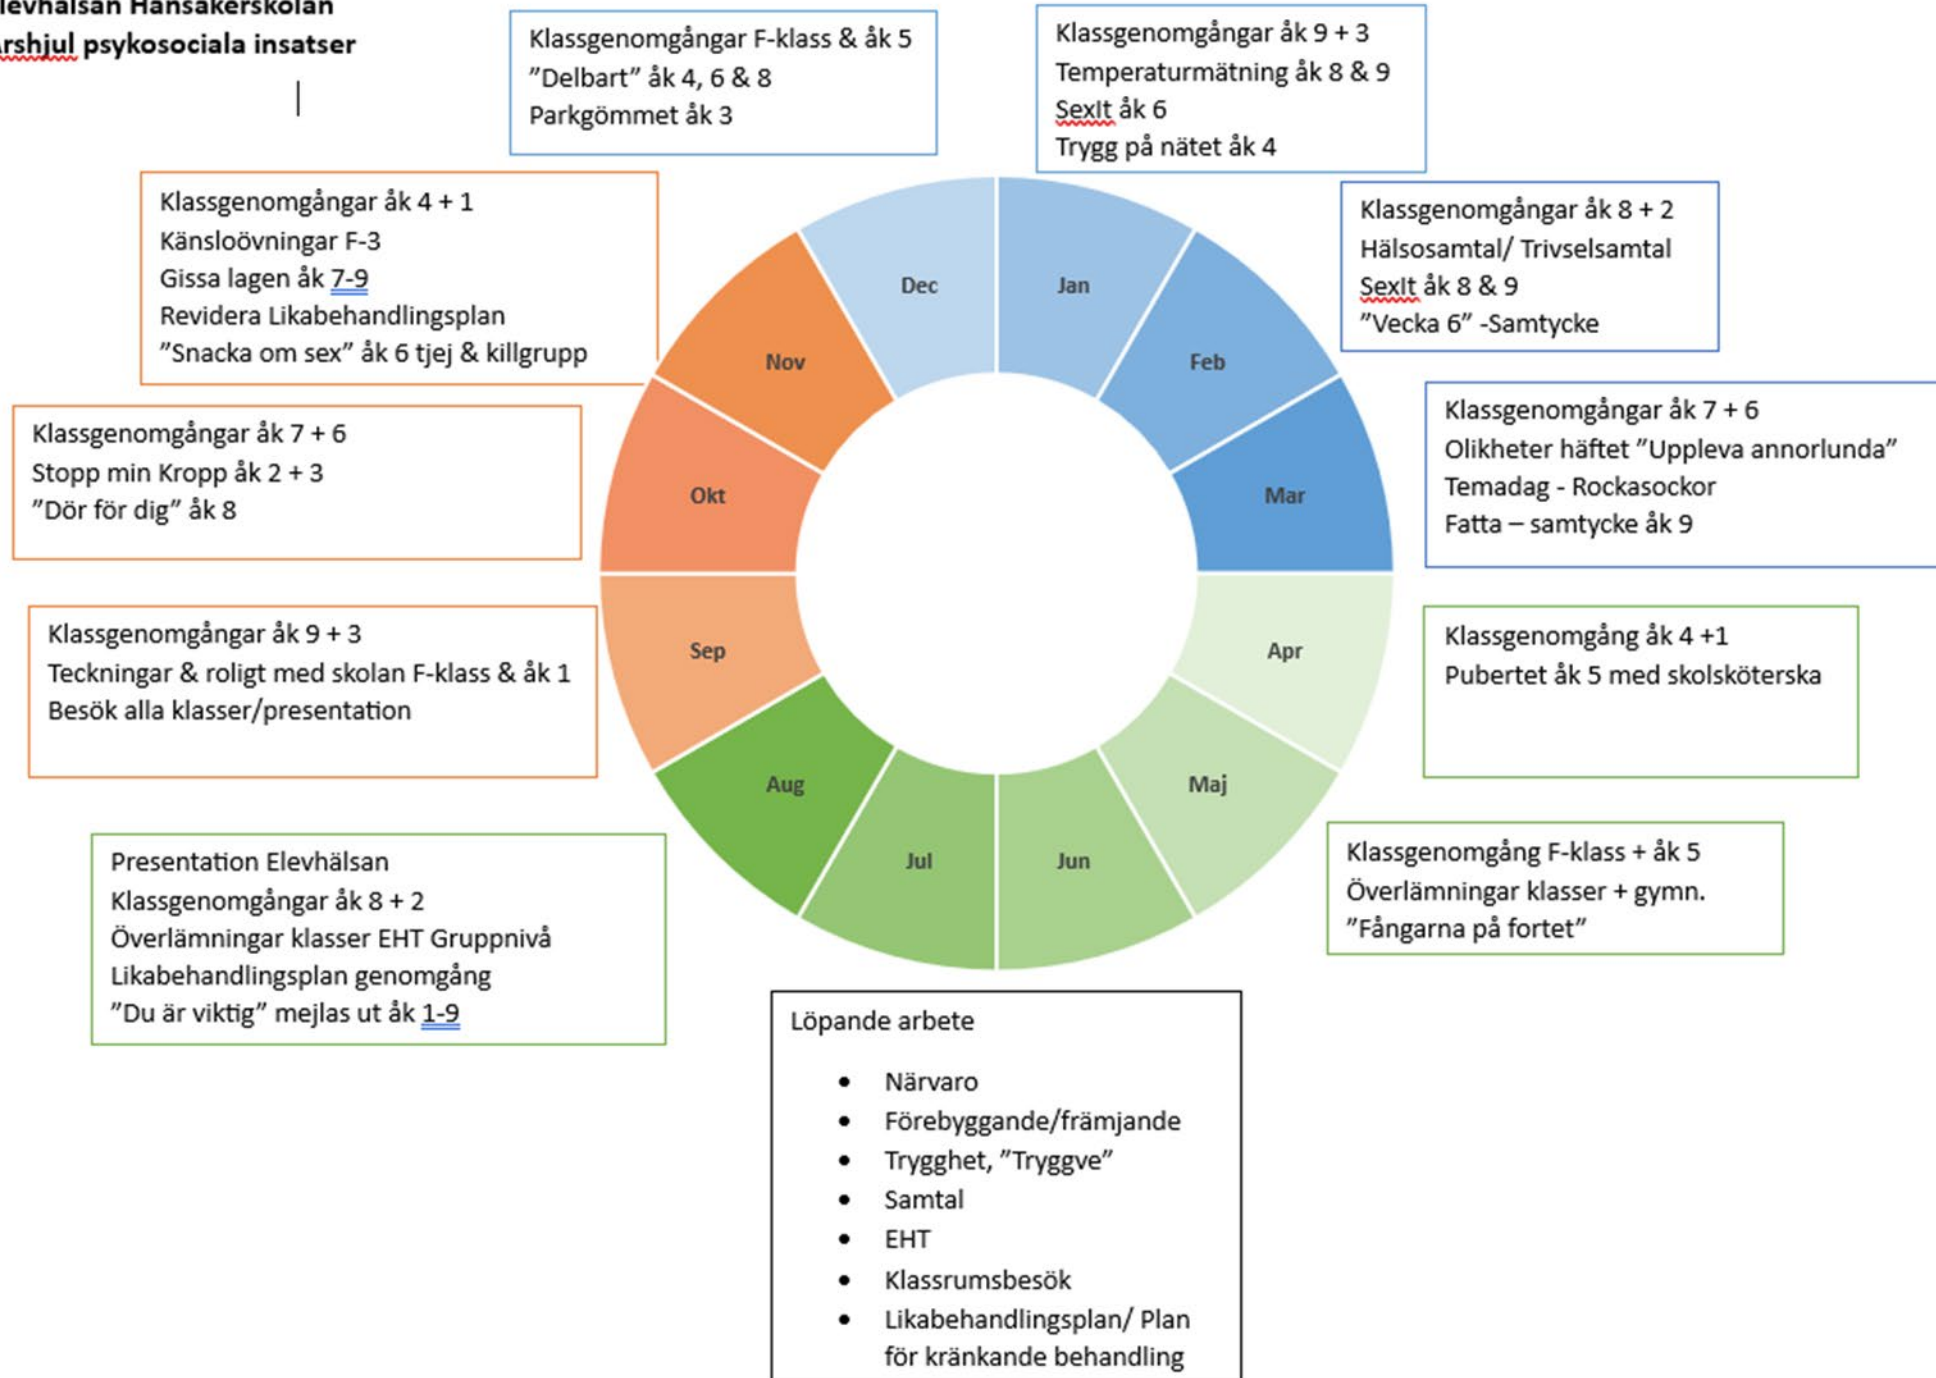 levhälsan Hansåkerskolan
Årshjul psykosociala insatser
Klassgenomgångar F-klass & åk 5
”Delbart” åk 4, 6 & 8
Parkgömmet åk 3
Klassgenomgångar åk 9 + 3
Temperaturmätning åk 8 & 9
SexIt åk 6
Trygg på nätet åk 4
Klassgenomgångar åk 4 + 1
Känsloövningar F-3
Gissa lagen åk 7-9
Revidera Likabehandlingsplan
”Snacka om sex” åk 6 tjej & killgrupp
Klassgenomgångar åk 8 + 2
Hälsosamtal/ Trivselsamtal
SexIt åk 8 & 9
”Vecka 6” -Samtycke
Klassgenomgångar åk 7 + 6
Stopp min Kropp åk 2 + 3
”Dör för dig” åk 8
Klassgenomgångar åk 7 + 6
Olikheter häftet ”Uppleva annorlunda”
Temadag - Rockasockor
Fatta – samtycke åk 9
Klassgenomgångar åk 9 + 3
Teckningar & roligt med skolan F-klass & åk 1
Besök alla klasser/presentation
Klassgenomgång åk 4 +1
Pubertet åk 5 med skolsköterska
Presentation Elevhälsan
Klassgenomgångar åk 8 + 2
Överlämningar klasser EHT Gruppnivå
Likabehandlingsplan genomgång
”Du är viktig” mejlas ut åk 1-9
Klassgenomgång F-klass + åk 5
Överlämningar klasser + gymn.
”Fångarna på fortet”
Dec
Jan
Nov
Feb
Okt
Mar
Sep
Apr
Aug
Maj
Jul
Jun
Löpande arbete
• Närvaro
• Förebyggande/främjande
• Trygghet, ”Tryggve”
• Samtal
• EHT
• Klassrumsbesök
• Likabehandlingsplan/ Plan
för kränkande behandling